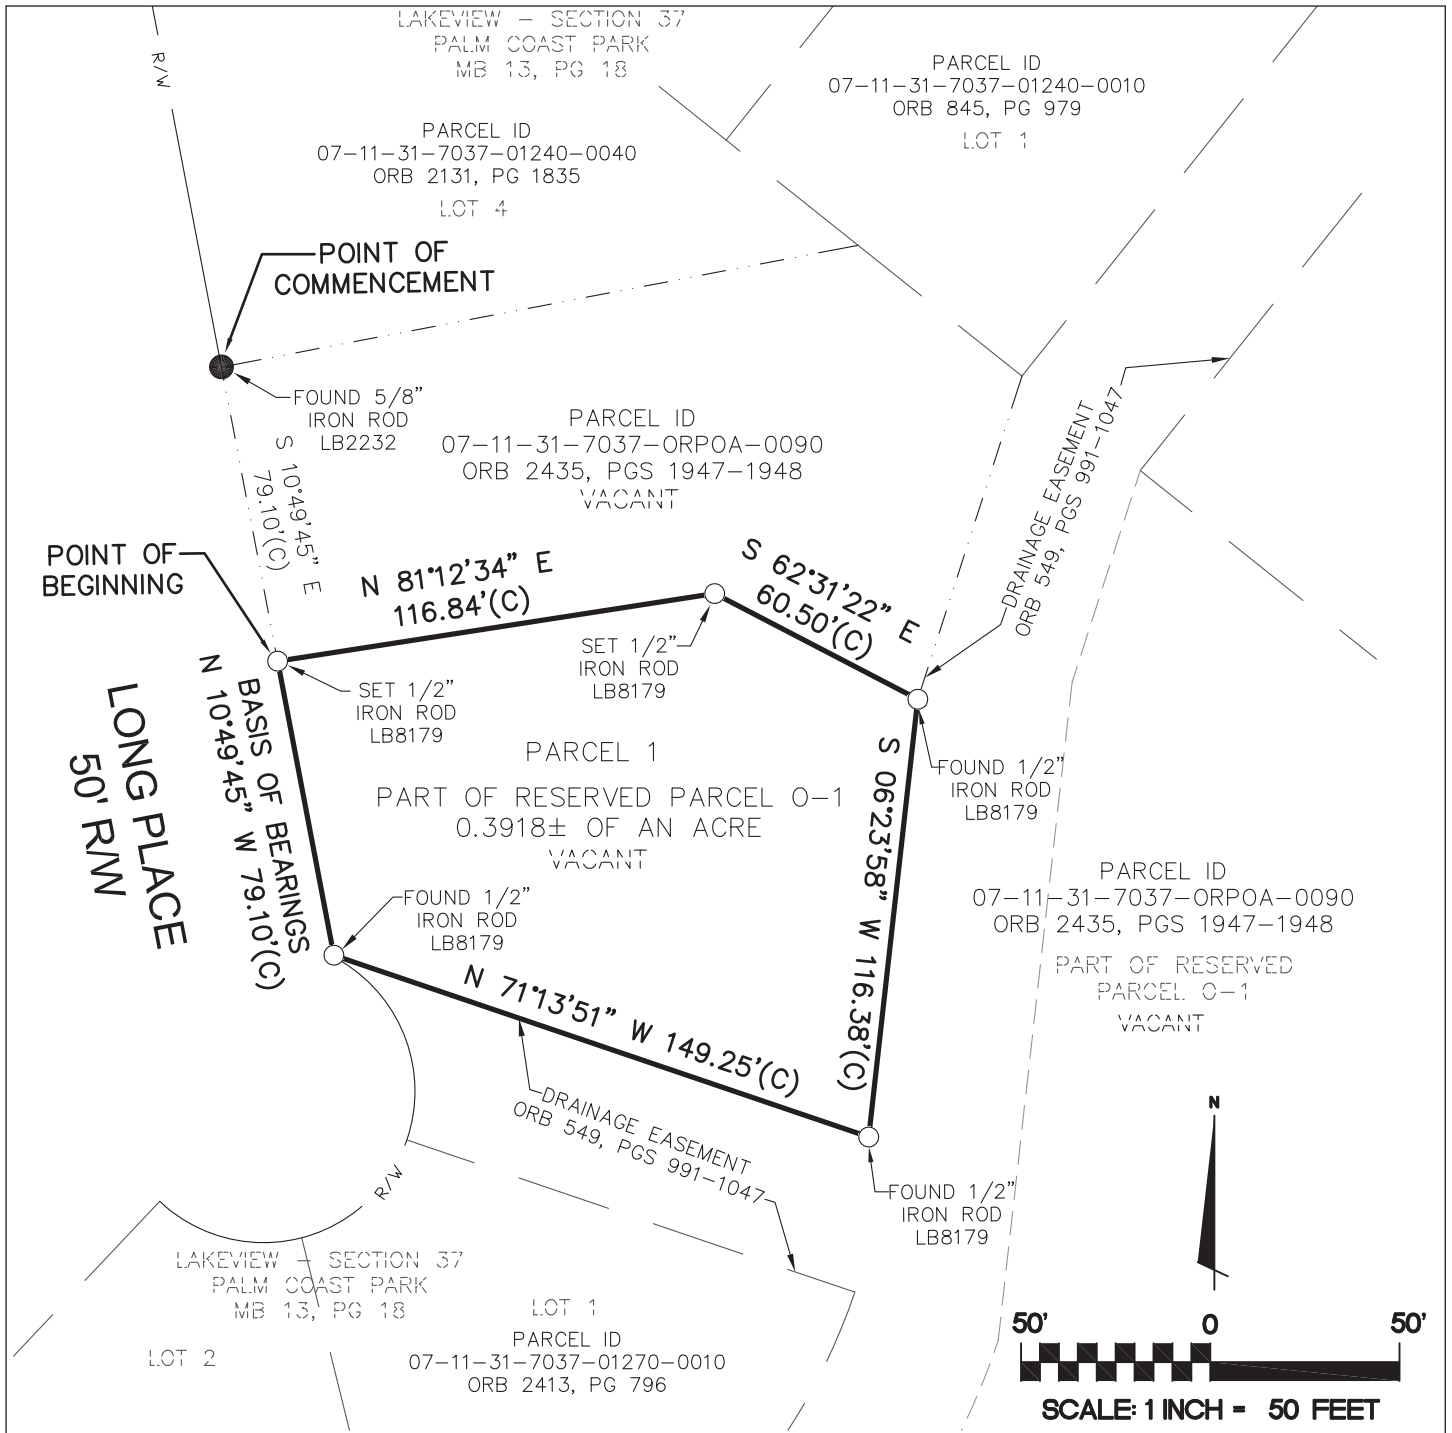 LAKEVIEW – SECTION 37
PALM COAST PARK
MB 13, PG 18
R/W
PARCEL ID
07-11-31-7037-01240-0010
ORB 845, PG 979
LOT 1
PARCEL ID
07-11-31-7037-01240-0040
ORB 2131, PG 1835
LOT 4
POINT OF
COMMENCEMENT
FOUND 5/8"
IRON ROD
LB2232
S 10°49'45" E
79.10'(C)
PARCEL ID
07-11-31-7037-ORPOA-0090
ORB 2435, PGS 1947-1948
VACANT
DRAINAGE EASEMENT
ORB 549, PGS 991-1047
POINT OF
BEGINNING
N 81°12'34" E
116.84'(C)
S 62°31'22" E
60.50'(C)
SET 1/2"
IRON ROD
LB8179
SET 1/2"
IRON ROD
LB8179
LONG PLACE
50' R/W
BASIS OF BEARINGS
N 10°49'45" W 79.10'(C)
PARCEL 1
PART OF RESERVED PARCEL O-1
0.3918± OF AN ACRE
VACANT
S 06°23'58" W 116.38'(C)
FOUND 1/2"
IRON ROD
LB8179
FOUND 1/2"
IRON ROD
LB8179
PARCEL ID
07-11-31-7037-ORPOA-0090
ORB 2435, PGS 1947-1948
PART OF RESERVED
PARCEL O-1
VACANT
N 71°13'51" W 149.25'(C)
DRAINAGE EASEMENT
ORB 549, PGS 991-1047
FOUND 1/2"
IRON ROD
LB8179
R/W
LAKEVIEW – SECTION 37
PALM COAST PARK
MB 13, PG 18
LOT 2
LOT 1
PARCEL ID
07-11-31-7037-01270-0010
ORB 2413, PG 796
N
50' 0 50'
SCALE: 1 INCH = 50 FEET